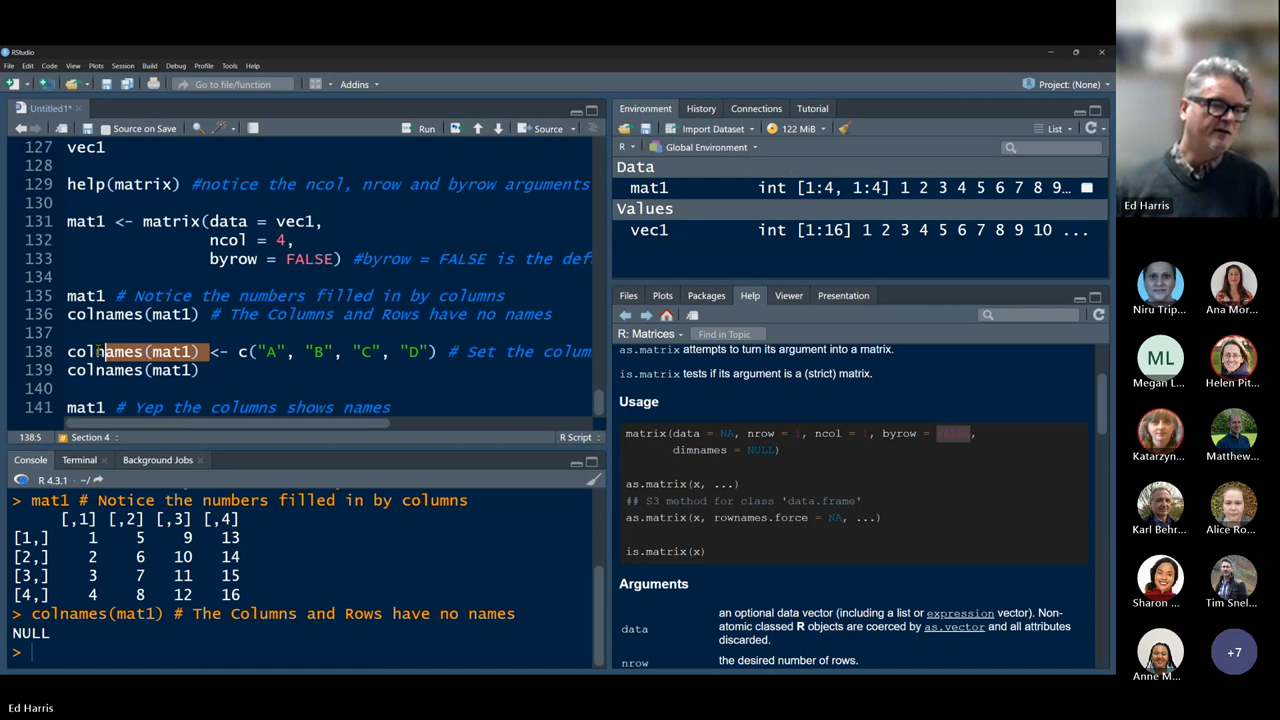 RStudio
File Edit Code View Plots Session Build Debug Profile Tools Help
Go to file/function Addins Project: (None)
Untitled1*
Source on Save Run Source
127 vec1
128
129 help(matrix) #notice the ncol, nrow and byrow arguments
130
131 mat1 <- matrix(data = vec1,
132 ncol = 4,
133 byrow = FALSE) #byrow = FALSE is the def
134
135 mat1 # Notice the numbers filled in by columns
136 colnames(mat1) # The Columns and Rows have no names
137
138 colnames(mat1) <- c("A", "B", "C", "D") # Set the colum
139 colnames(mat1)
140
141 mat1 # Yep the columns shows names
138:5 # Section 4 R Script
Console Terminal Background Jobs
R 4.3.1 · ~/
> mat1 # Notice the numbers filled in by columns
[,1] [,2] [,3] [,4]
[1,] 1 5 9 13
[2,] 2 6 10 14
[3,] 3 7 11 15
[4,] 4 8 12 16
> colnames(mat1) # The Columns and Rows have no names
NULL
>
Environment History Connections Tutorial
Import Dataset 122 MiB List
R Global Environment
Data
mat1 int [1:4, 1:4] 1 2 3 4 5 6 7 8 9…
Values
vec1 int [1:16] 1 2 3 4 5 6 7 8 9 10 ...
Files Plots Packages Help Viewer Presentation
R: Matrices Find in Topic
as.matrix attempts to turn its argument into a matrix.
is.matrix tests if its argument is a (strict) matrix.
Usage
matrix(data = NA, nrow = 1, ncol = 1, byrow = FALSE,
dimnames = NULL)
as.matrix(x, ...)
## S3 method for class 'data.frame'
as.matrix(x, rownames.force = NA, ...)
is.matrix(x)
Arguments
data an optional data vector (including a list or expression vector). Non-
atomic classed R objects are coerced by as.vector and all attributes
discarded.
nrow the desired number of rows.
Ed Harris
Niru Trip... Ana Mor...
ML
Megan L... Helen Pit...
Katarzyn... Matthew...
Karl Behr... Alice Ro...
Sharon ... Tim Snel...
+7
Anne M...
Ed Harris